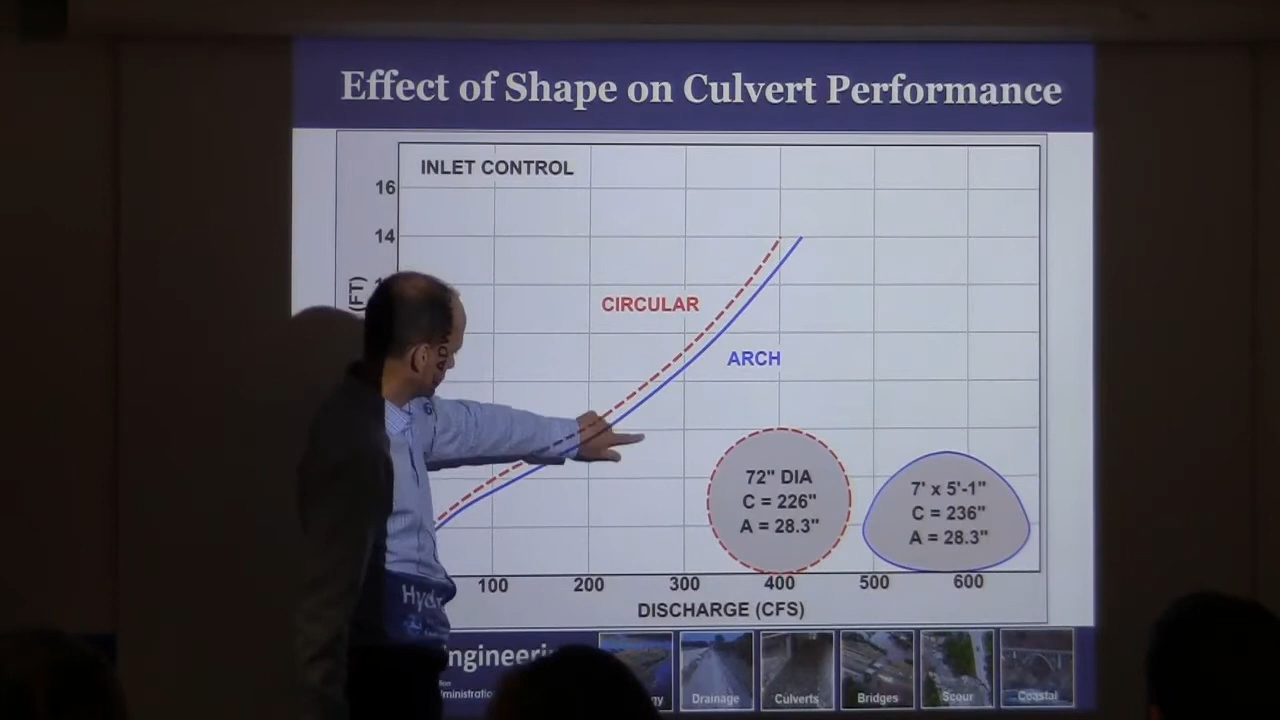 Effect of Shape on Culvert Performance
INLET CONTROL
16
14
(FT)
CIRCULAR
ARCH
72" DIA
C = 226"
A = 28.3"
7' x 5'-1"
C = 236"
A = 28.3"
100 200 300 400 500 600
DISCHARGE (CFS)
Drainage
Culverts
Bridges
Scour
Coastal